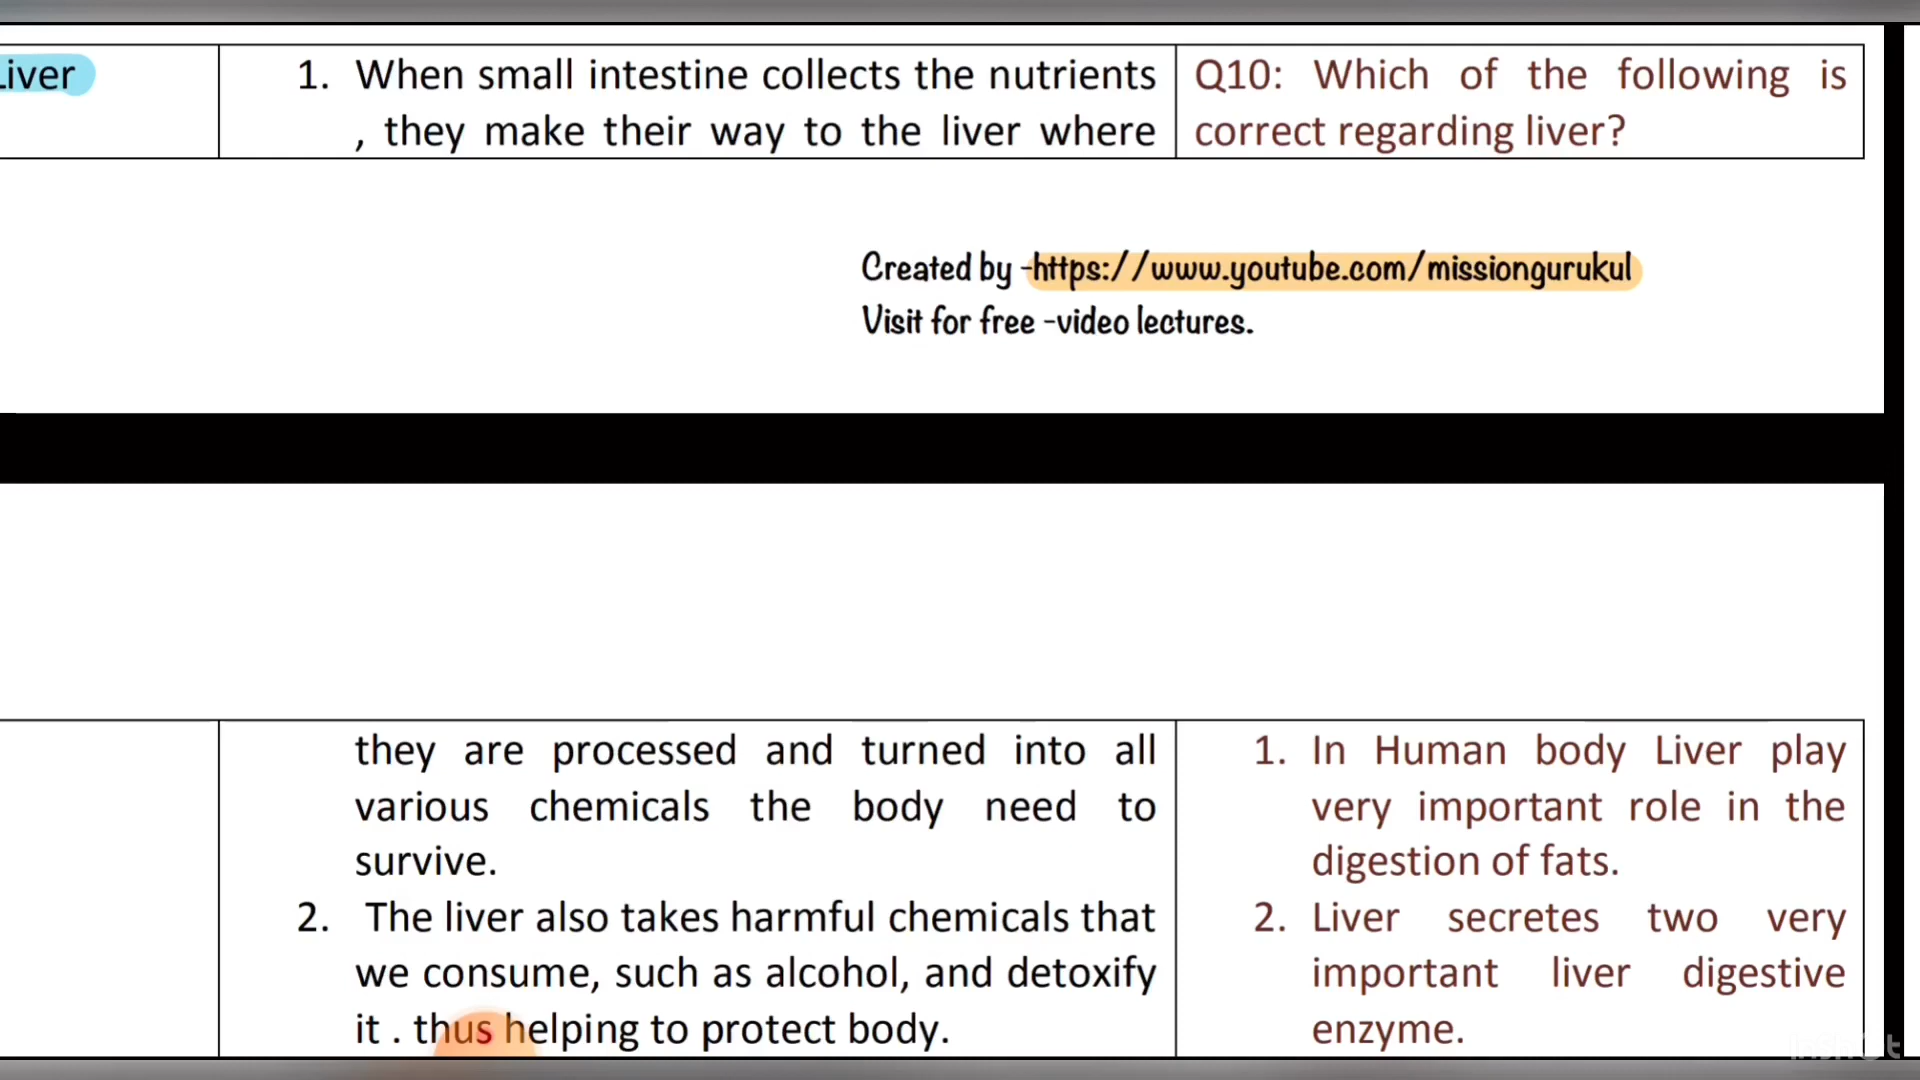 Liver
1. When small intestine collects the nutrients
, they make their way to the liver where
Q10: Which of the following is
correct regarding liver?
Created by -https://www.youtube.com/missiongurukul
Visit for free -video lectures.
they are processed and turned into all
various chemicals the body need to
survive.
2. The liver also takes harmful chemicals that
we consume, such as alcohol, and detoxify
it . thus helping to protect body.
1. In Human body Liver play
very important role in the
digestion of fats.
2. Liver secretes two very
important liver digestive
enzyme.